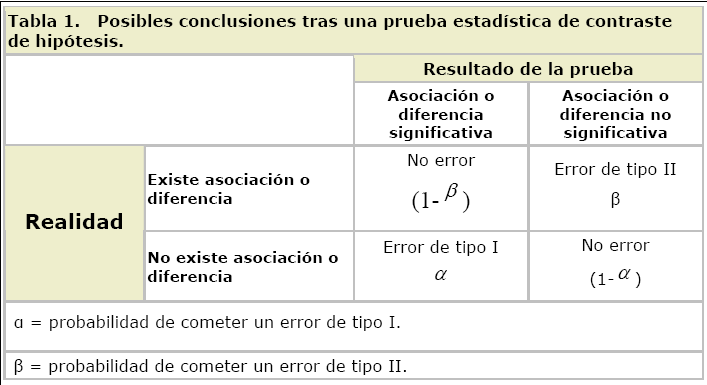 Tabla 1. Posibles conclusiones tras una prueba estadística de contraste
de hipótesis.
Resultado de la prueba
Asociación o
diferencia
significativa
Asociación o
diferencia no
significativa
Realidad
Existe asociación o
diferencia
No error
(1-β)
Error de tipo II
β
No existe asociación o
diferencia
Error de tipo I
α
No error
(1-α)
α = probabilidad de cometer un error de tipo I.
β = probabilidad de cometer un error de tipo II.